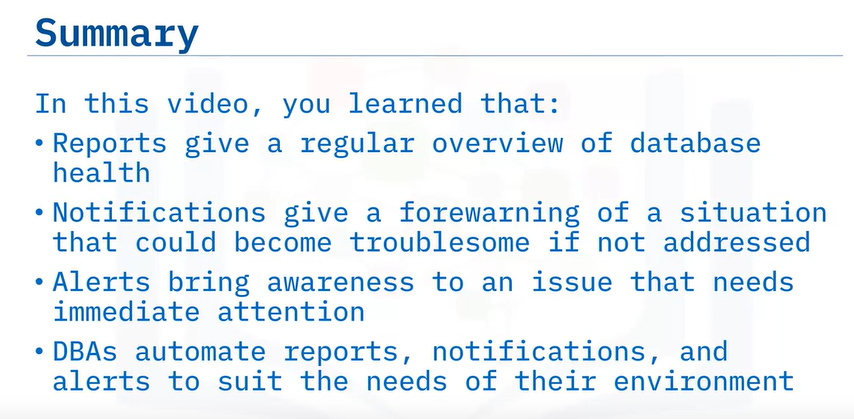 Summary
In this video, you learned that:
• Reports give a regular overview of database
health
• Notifications give a forewarning of a situation
that could become troublesome if not addressed
• Alerts bring awareness to an issue that needs
immediate attention
• DBAs automate reports, notifications, and
alerts to suit the needs of their environment